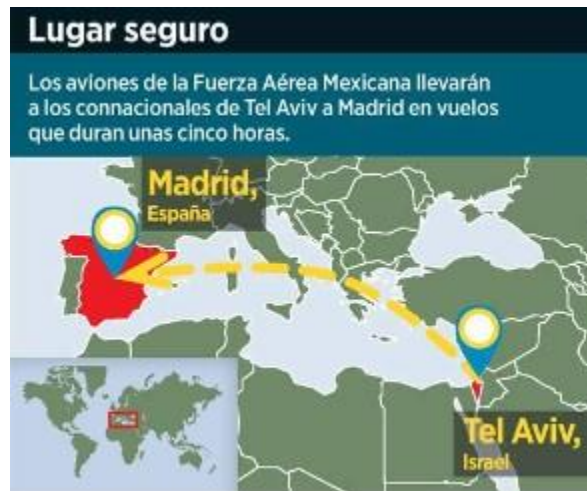 Lugar seguro
Los aviones de la Fuerza Aérea Mexicana llevarán
a los connacionales de Tel Aviv a Madrid en vuelos
que duran unas cinco horas.
Madrid,
España
Tel Aviv,
Israel